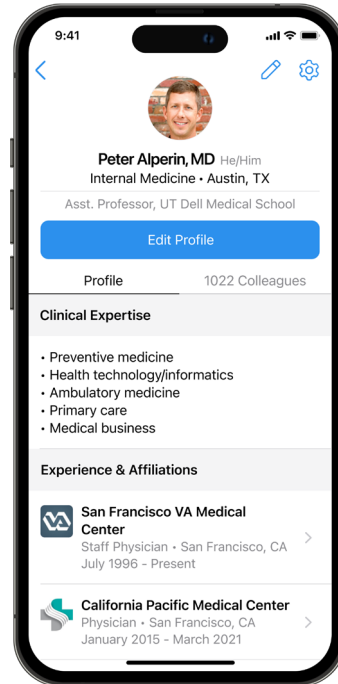 9:41
Peter Alperin, MD He/Him
Internal Medicine • Austin, TX
Asst. Professor, UT Dell Medical School
Edit Profile
Profile 1022 Colleagues
Clinical Expertise
• Preventive medicine
• Health technology/informatics
• Ambulatory medicine
• Primary care
• Medical business
Experience & Affiliations
VA
San Francisco VA Medical
Center
Staff Physician • San Francisco, CA
July 1996 - Present
California Pacific Medical Center
Physician • San Francisco, CA
January 2015 - March 2021